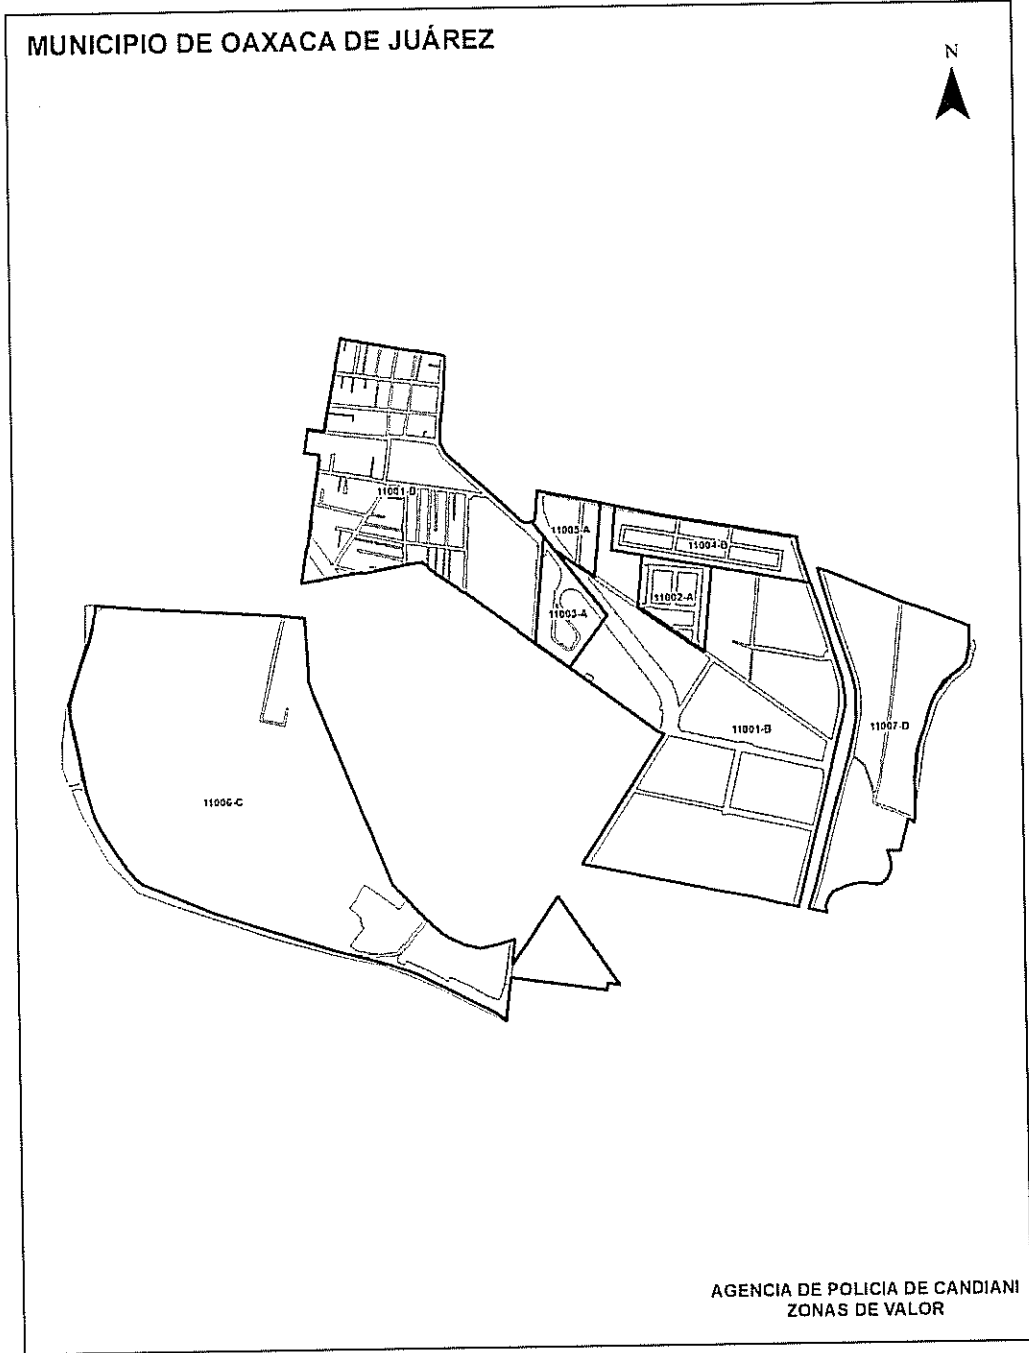 MUNICIPIO DE OAXACA DE JUÁREZ
N
11001-B
11005-A
11004-B
11002-A
11003-A
11001-B
11007-D
11006-C
AGENCIA DE POLICIA DE CANDIANI
ZONAS DE VALOR